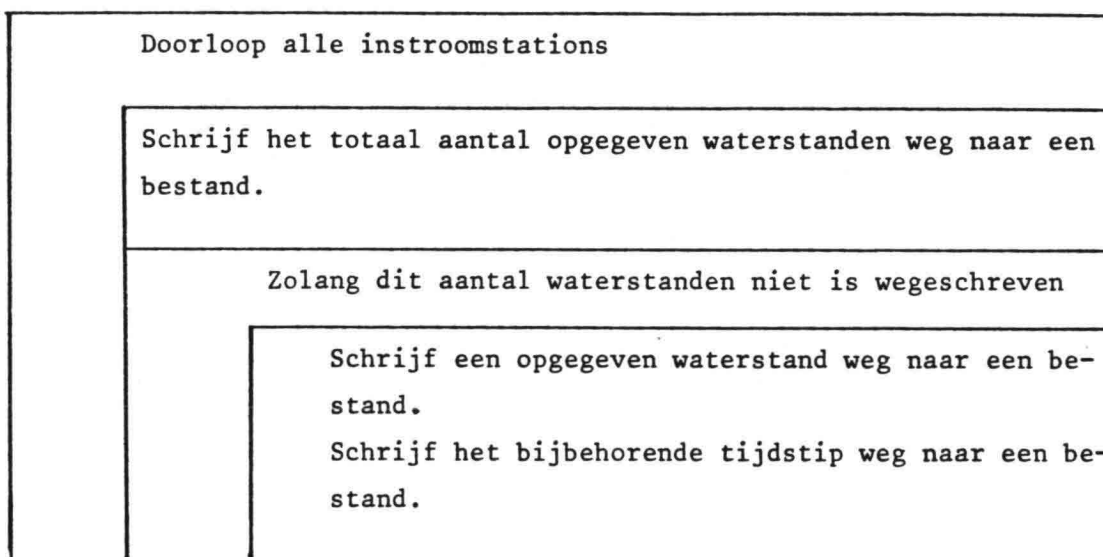 Doorloop alle instroomstations
Schrijf het totaal aantal opgegeven waterstanden weg naar een
bestand.
Zolang dit aantal waterstanden niet is wegeschreven
Schrijf een opgegeven waterstand weg naar een be-
stand.
Schrijf het bijbehorende tijdstip weg naar een be-
stand.